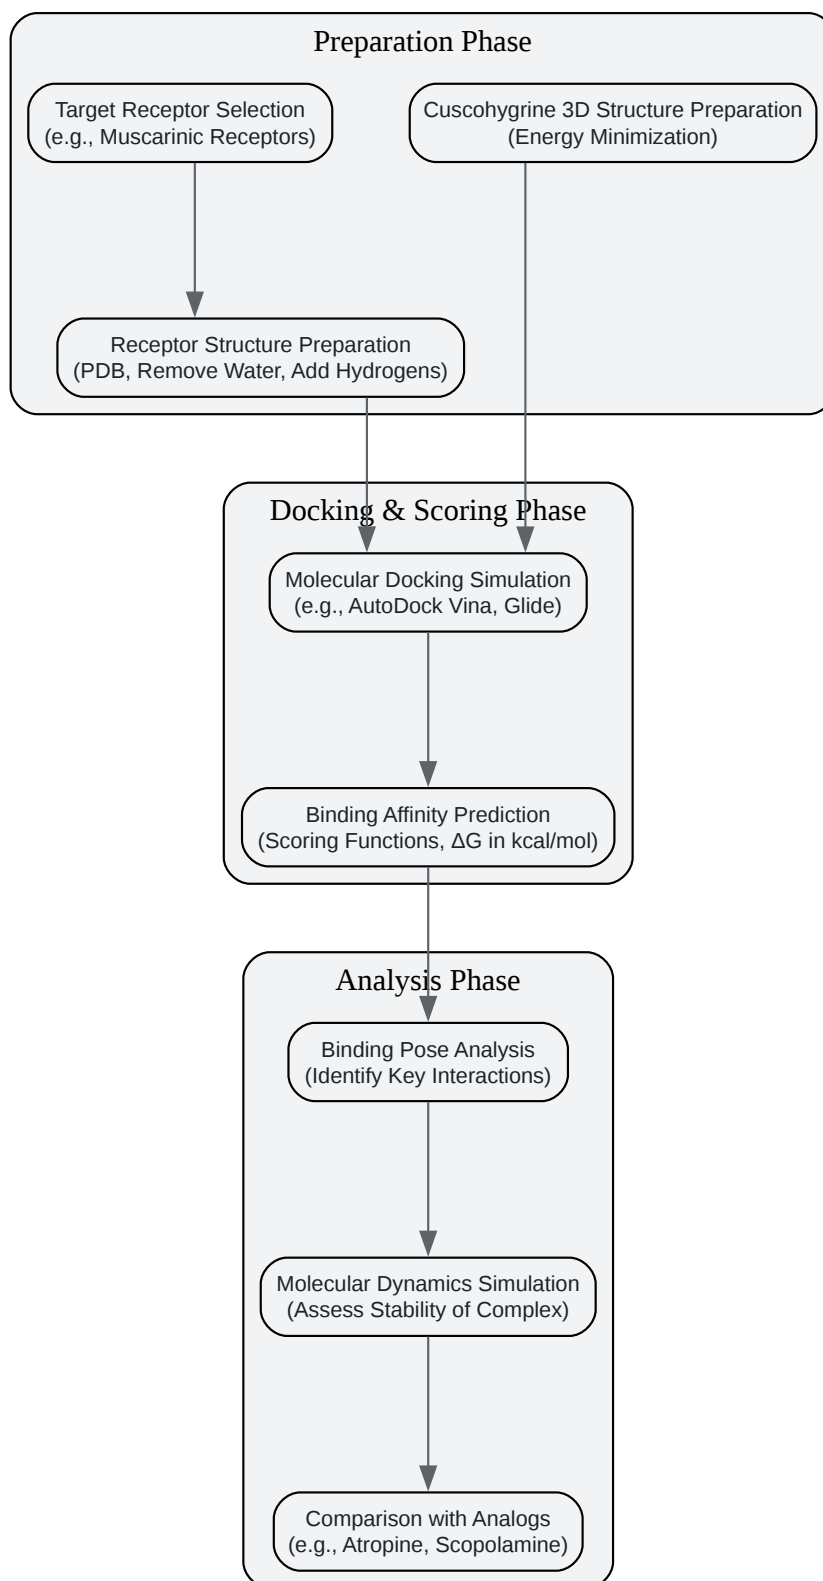 Preparation Phase
Target Receptor Selection
(e.g., Muscarinic Receptors)
Cuscohygrine 3D Structure Preparation
(Energy Minimization)
Receptor Structure Preparation
(PDB, Remove Water, Add Hydrogens)
Docking & Scoring Phase
Molecular Docking Simulation
(e.g., AutoDock Vina, Glide)
Binding Affinity Prediction
(Scoring Functions, ΔG in kcal/mol)
Analysis Phase
Binding Pose Analysis
(Identify Key Interactions)
Molecular Dynamics Simulation
(Assess Stability of Complex)
Comparison with Analogs
(e.g., Atropine, Scopolamine)